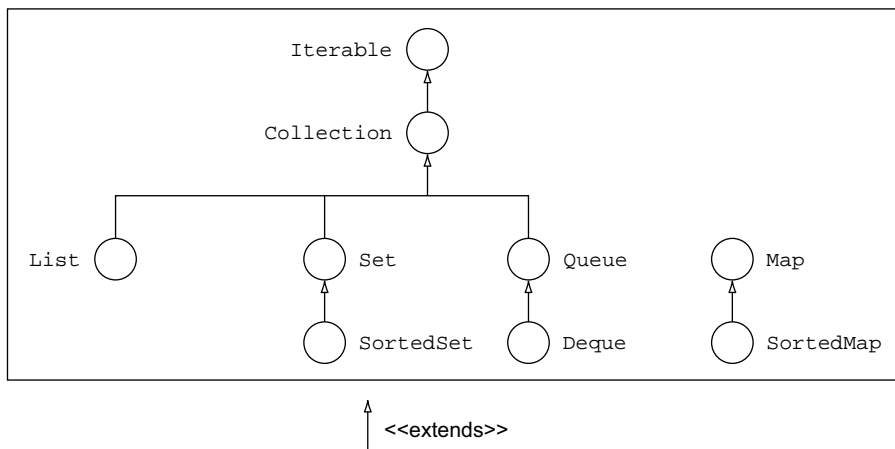 Iterable
Collection
List
Set
Queue
Map
SortedSet
Deque
SortedMap
<<extends>>